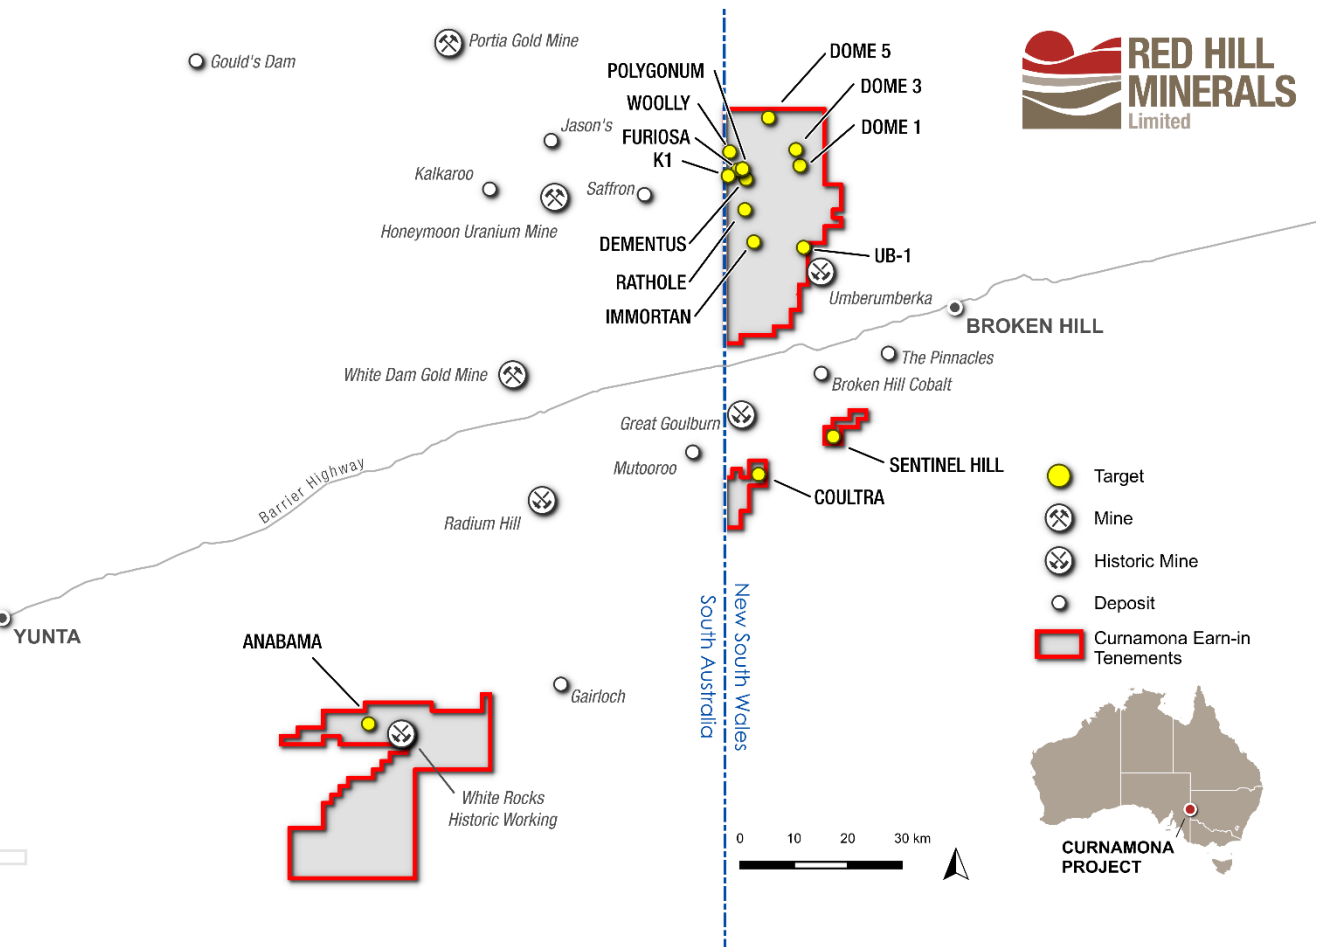 Portia Gold Mine
Gould's Dam
DOME 5
POLYGONUM
DOME 3
WOOLLY
Jason's
FURIOSA
DOME 1
K1
Kalkaroo
Saffron
Honeymoon Uranium Mine
DEMENTUS
UB-1
RATHOLE
Umberumberka
IMMORTAN
BROKEN HILL
The Pinnacles
White Dam Gold Mine
Broken Hill Cobalt
Great Goulburn
Mutooroo
SENTINEL HILL
COULTRA
Barrier Highway
Radium Hill
YUNTA
ANABAMA
Gairloch
White Rocks
Historic Working
South Australia
New South Wales
RED HILL
MINERALS
Limited
Target
Mine
Historic Mine
Deposit
Curnamona Earn-in
Tenements
0 10 20 30 km
CURNAMONA
PROJECT